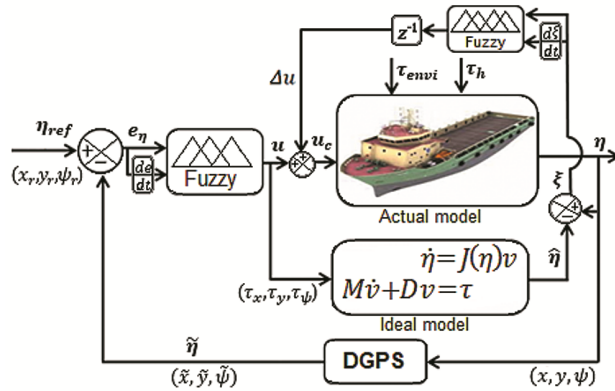 Fuzzy
z⁻¹
dξ/dt
Δu
τ_envi
τ_h
η_ref
e_η
u
u_c
η
(x_r,y_r,ψ_r)
de/dt
Fuzzy
ξ
Actual model
η̇=J(η)v
Mv̇+Dv=τ
η̂
(τ_x,τ_y,τ_ψ)
Ideal model
η̃
DGPS
(x̃,ỹ,ψ̃)
(x,y,ψ)